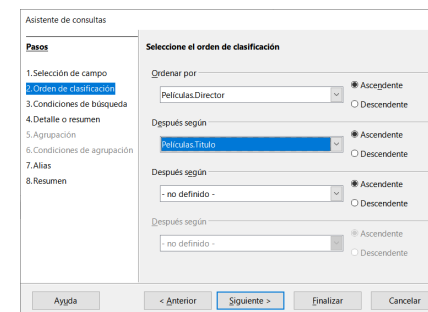 Asistente de consultas
Pasos
1.Selección de campo
2.Orden de clasificación
3.Condiciones de búsqueda
4.Detalle o resumen
5.Agrupación
6.Condiciones de agrupación
7.Alias
8.Resumen
Seleccione el orden de clasificación
Ordenar por
Películas.Director
Ascendente
Descendente
Después según
Películas.Titulo
Ascendente
Descendente
Después según
- no definido -
Ascendente
Descendente
Después según
- no definido -
Ascendente
Descendente
Ayuda
< Anterior
Siguiente >
Finalizar
Cancelar